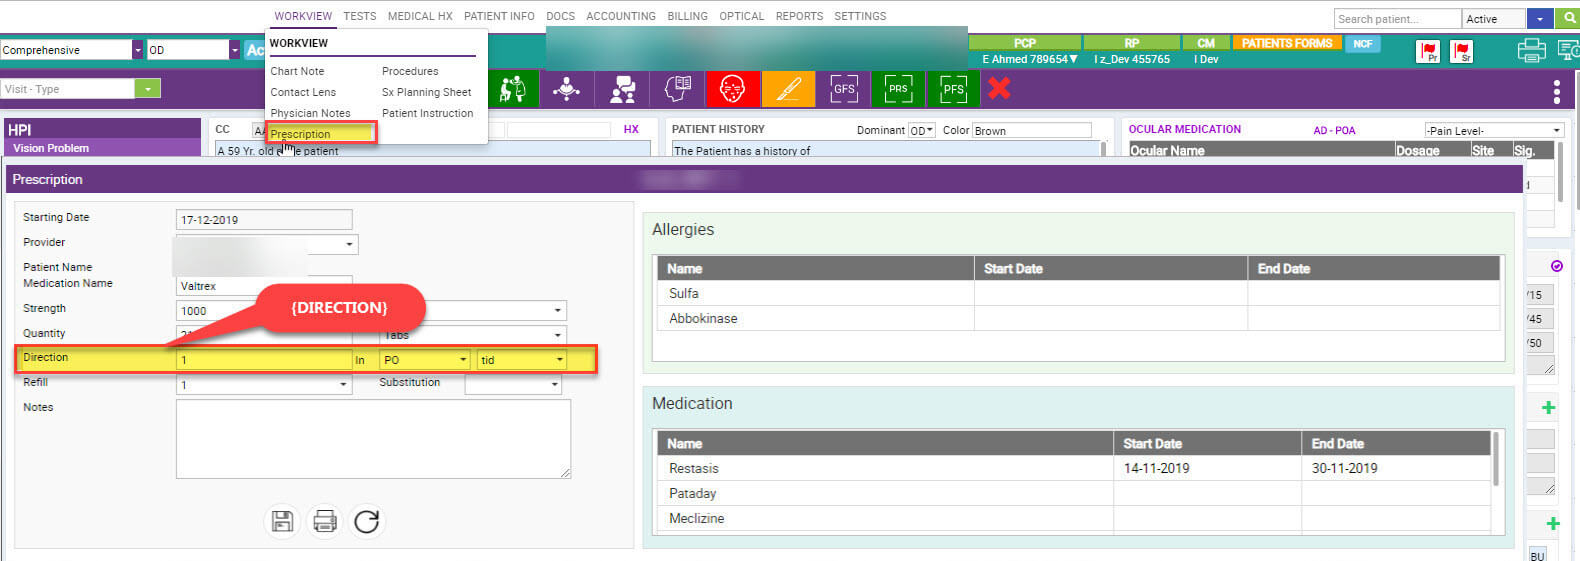 WORKVIEW TESTS MEDICAL HX PATIENT INFO DOCS ACCOUNTING BILLING OPTICAL REPORTS SETTINGS
Search patient... Active
Comprehensive OD
WORKVIEW
Chart Note Procedures
Contact Lens Sx Planning Sheet
Physician Notes Patient Instruction
Prescription
PCP RP CM PATIENTS FORMS NCF
E Ahmed 789654 I z_Dev 455765 I Dev
Pr Sr
Visit - Type
GFS PRS PFS
HPI
Vision Problem
CC HX
A 59 Yr. old patient
PATIENT HISTORY Dominant OD Color Brown
The Patient has a history of
OCULAR MEDICATION AD - POA -Pain Level-
Ocular Name Dosage Site Sig.
Prescription
Starting Date 17-12-2019
Provider
Patient Name
Medication Name Valtrex
Strength 1000
{DIRECTION}
Quantity Tabs
Direction 1 In PO tid
Refill 1 Substitution
Notes
Allergies
Name Start Date End Date
Sulfa
Abbokinase
Medication
Name Start Date End Date
Restasis 14-11-2019 30-11-2019
Pataday
Meclizine
/15
/45
/50
BU